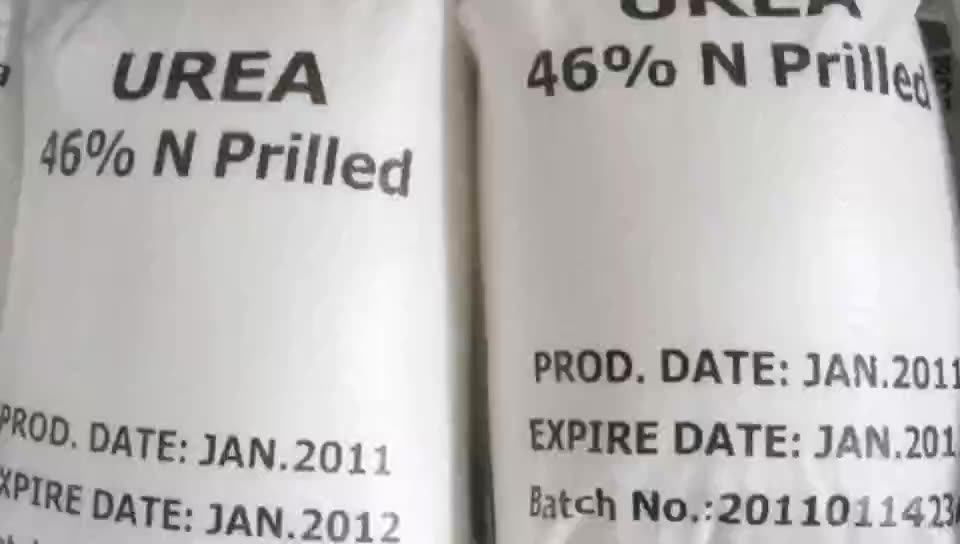 UREA
46% N Prilled
PROD. DATE: JAN.2011
EXPIRE DATE: JAN.2012
UREA
46% N Prilled
PROD. DATE: JAN.2011
EXPIRE DATE: JAN.201
Batch No.:2011011423